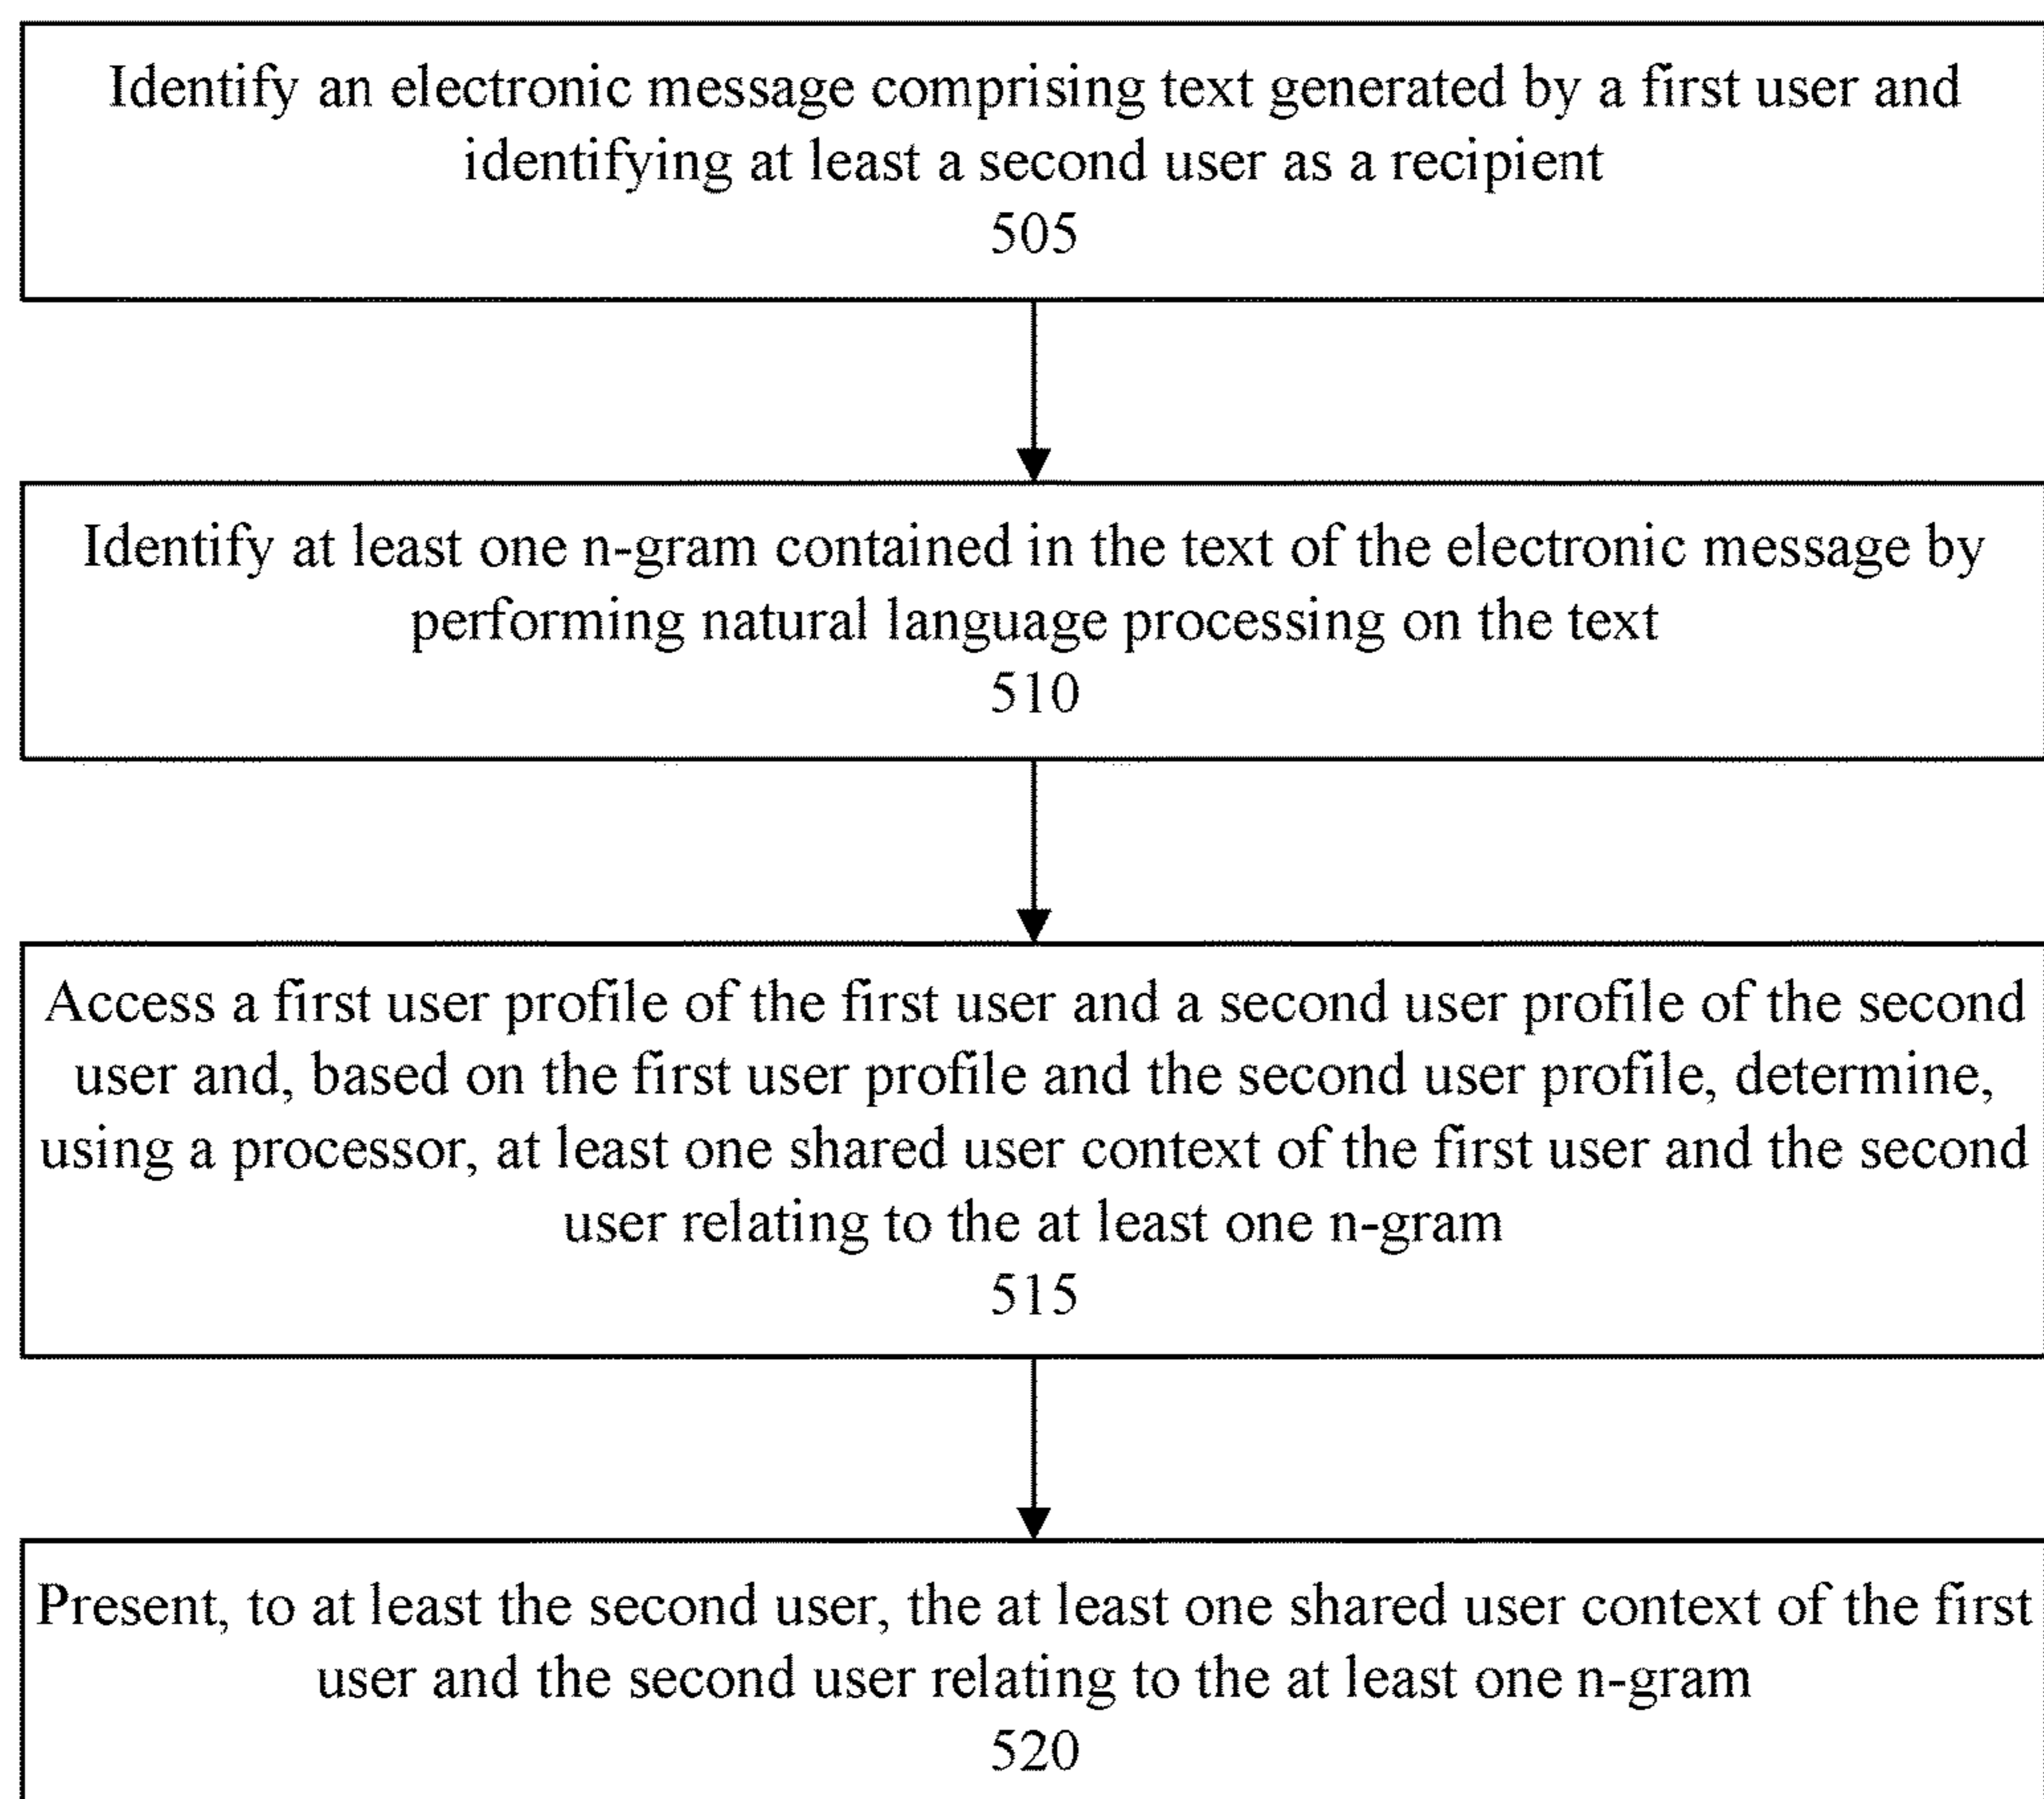 Identify an electronic message comprising text generated by a first user and
identifying at least a second user as a recipient
505
Identify at least one n-gram contained in the text of the electronic message by
performing natural language processing on the text
510
Access a first user profile of the first user and a second user profile of the second
user and, based on the first user profile and the second user profile, determine,
using a processor, at least one shared user context of the first user and the second
user relating to the at least one n-gram
515
Present, to at least the second user, the at least one shared user context of the first
user and the second user relating to the at least one n-gram
520